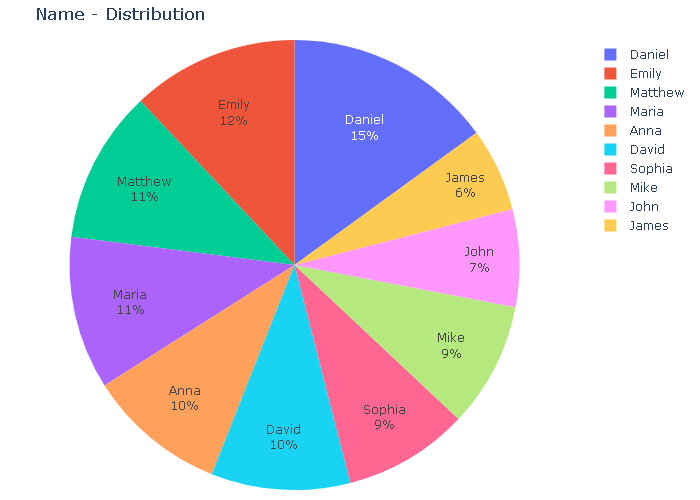 Name - Distribution
Daniel
15%
James
6%
John
7%
Mike
9%
Sophia
9%
David
10%
Anna
10%
Maria
11%
Matthew
11%
Emily
12%
Daniel
Emily
Matthew
Maria
Anna
David
Sophia
Mike
John
James